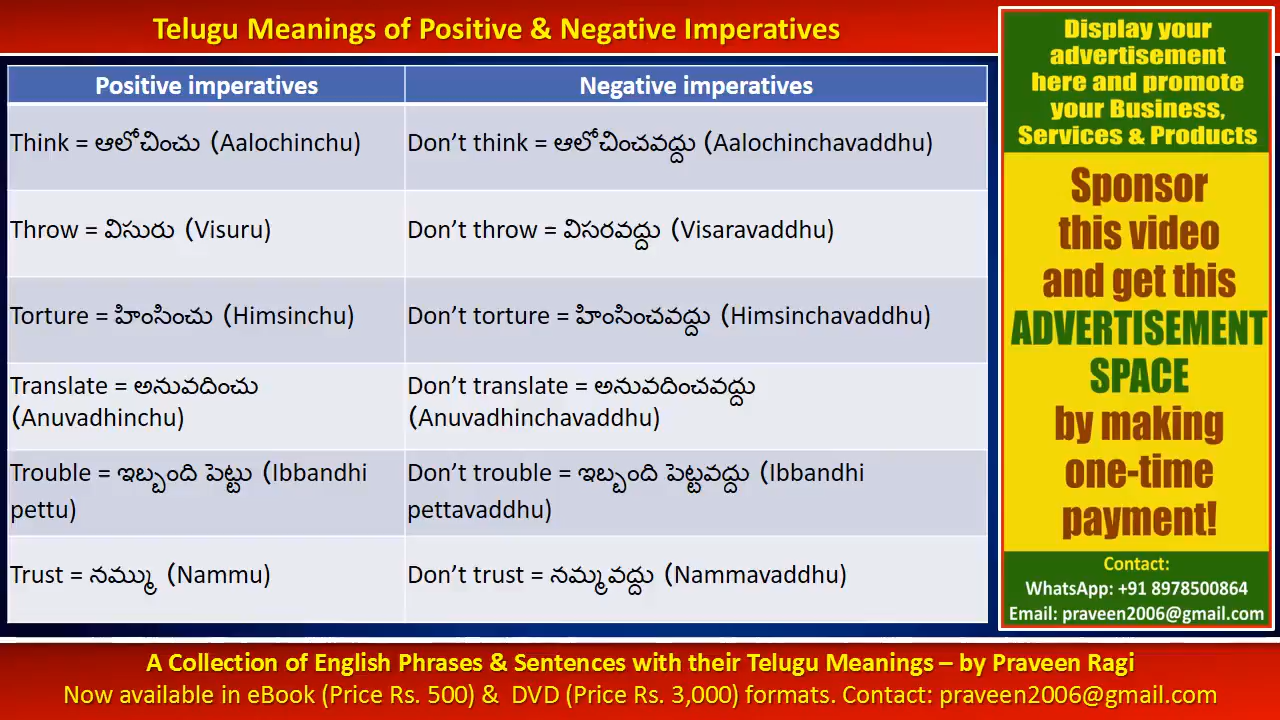 Telugu Meanings of Positive & Negative Imperatives
Positive imperatives
Negative imperatives
Think = ఆలోచించు (Aalochinchu)
Don’t think = ఆలోచించవద్దు (Aalochinchavaddhu)
Throw = విసురు (Visuru)
Don’t throw = విసరవద్దు (Visaravaddhu)
Torture = హింసించు (Himsinchu)
Don’t torture = హింసించవద్దు (Himsinchavaddhu)
Translate = అనువదించు
(Anuvadhinchu)
Don’t translate = అనువదించవద్దు
(Anuvadhinchavaddhu)
Trouble = ఇబ్బంది పెట్టు (Ibbandhi
pettu)
Don’t trouble = ఇబ్బంది పెట్టవద్దు (Ibbandhi
pettavaddhu)
Trust = నమ్ము (Nammu)
Don’t trust = నమ్మవద్దు (Nammavaddhu)
Display your
advertisement
here and promote
your Business,
Services & Products
Sponsor
this video
and get this
ADVERTISEMENT
SPACE
by making
one-time
payment!
Contact:
WhatsApp: +91 8978500864
Email: praveen2006@gmail.com
A Collection of English Phrases & Sentences with their Telugu Meanings – by Praveen Ragi
Now available in eBook (Price Rs. 500) & DVD (Price Rs. 3,000) formats. Contact: praveen2006@gmail.com